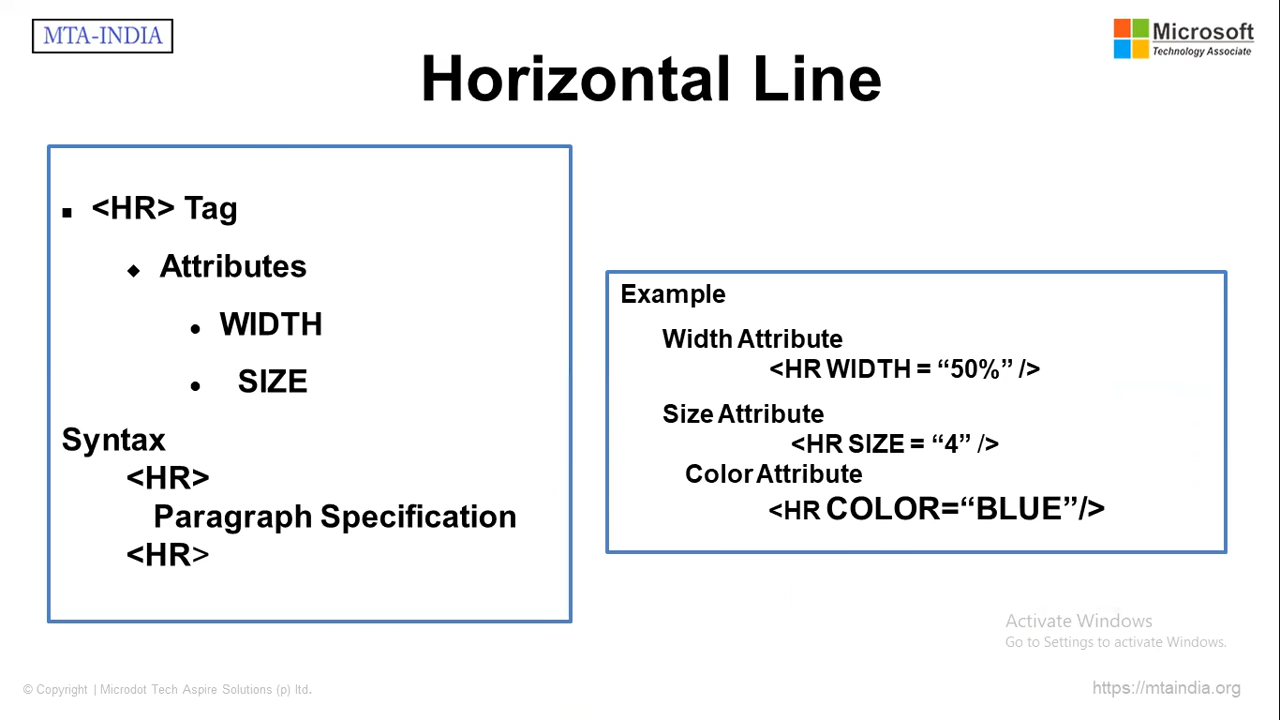 MTA-INDIA
Microsoft
Technology Associate
Horizontal Line
<HR> Tag
Attributes
WIDTH
SIZE
Syntax
<HR>
Paragraph Specification
<HR>
Example
Width Attribute
<HR WIDTH = “50%” />
Size Attribute
<HR SIZE = “4” />
Color Attribute
<HR COLOR=“BLUE”/>
Activate Windows
Go to Settings to activate Windows.
© Copyright | Microdot Tech Aspire Solutions (p) ltd.
https://mtaindia.org